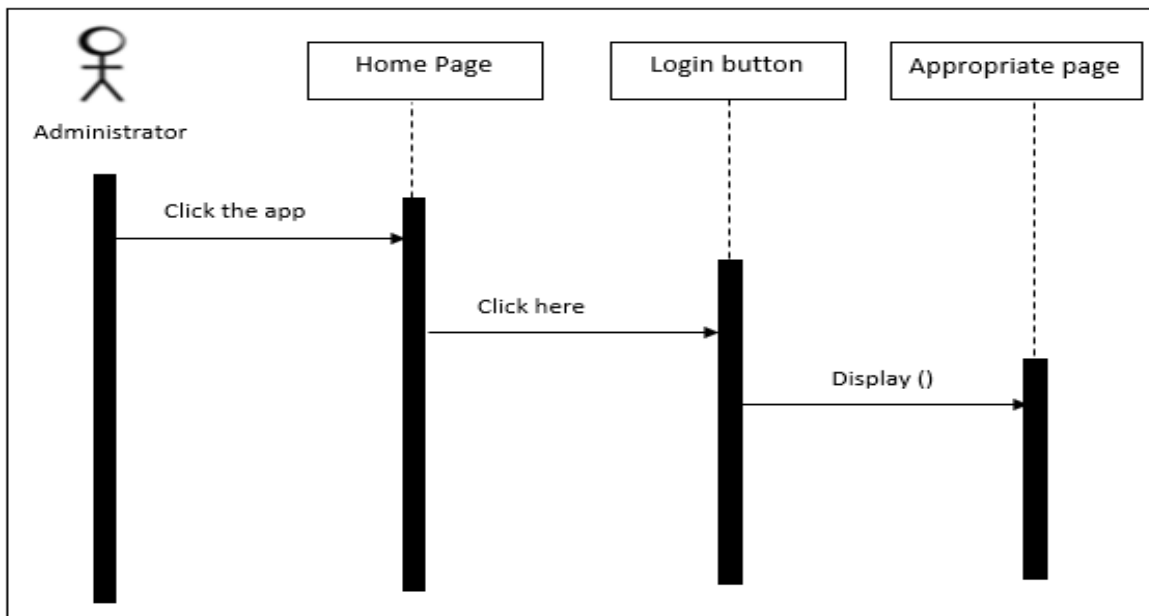 Home Page
Login button
Appropriate page
Administrator
Click the app
Click here
Display ()